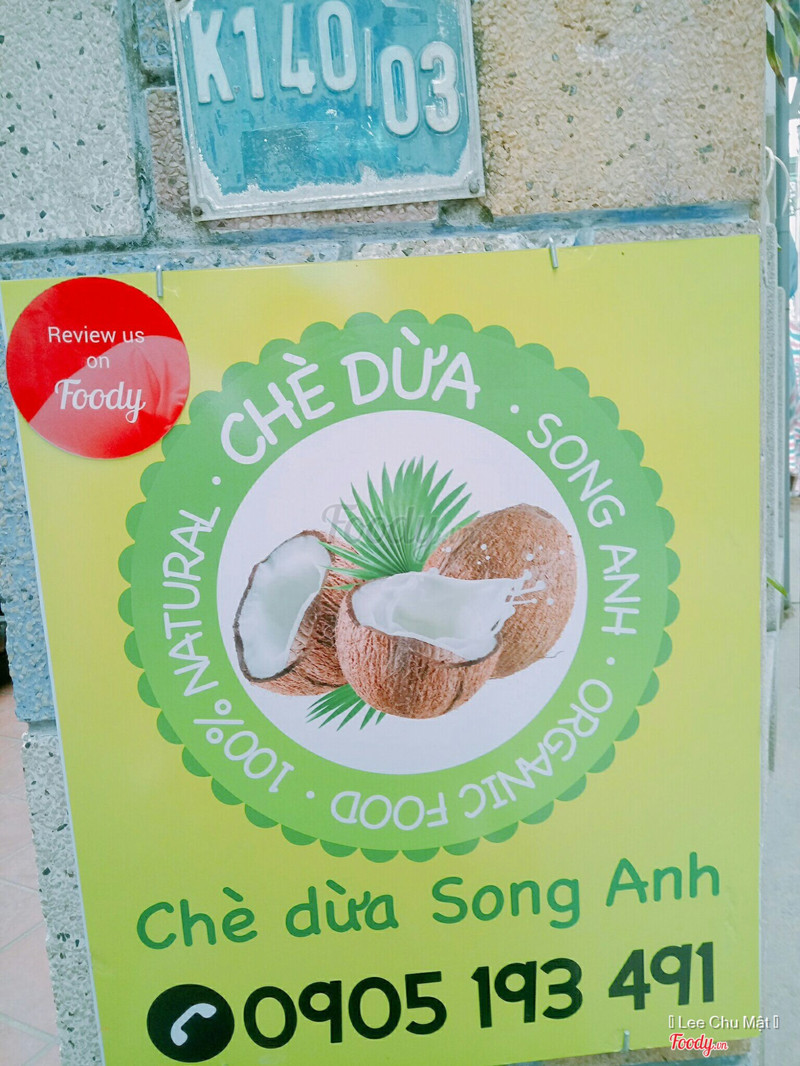 K140/03
Review us
on
Foody
CHÈ DỪA · SONG ANH · ORGANIC FOOD · 100% NATURAL ·
Foody
Chè dừa Song Anh
0905 193 491
Lee Chu Mật
Foody.vn